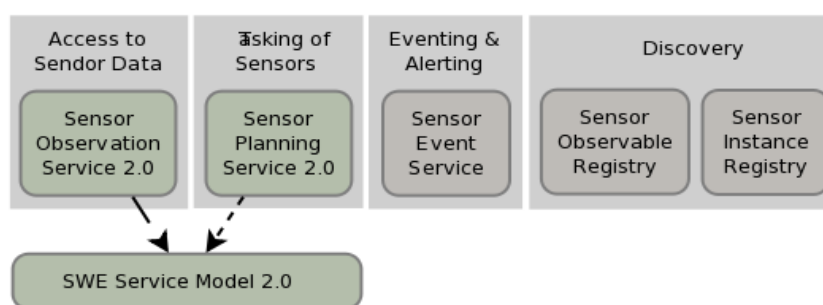 Access to
Sendor Data
Tasking of
Sensors
Eventing &
Alerting
Discovery
Sensor
Observation
Service 2.0
Sensor
Planning
Service 2.0
Sensor
Event
Service
Sensor
Observable
Registry
Sensor
Instance
Registry
SWE Service Model 2.0